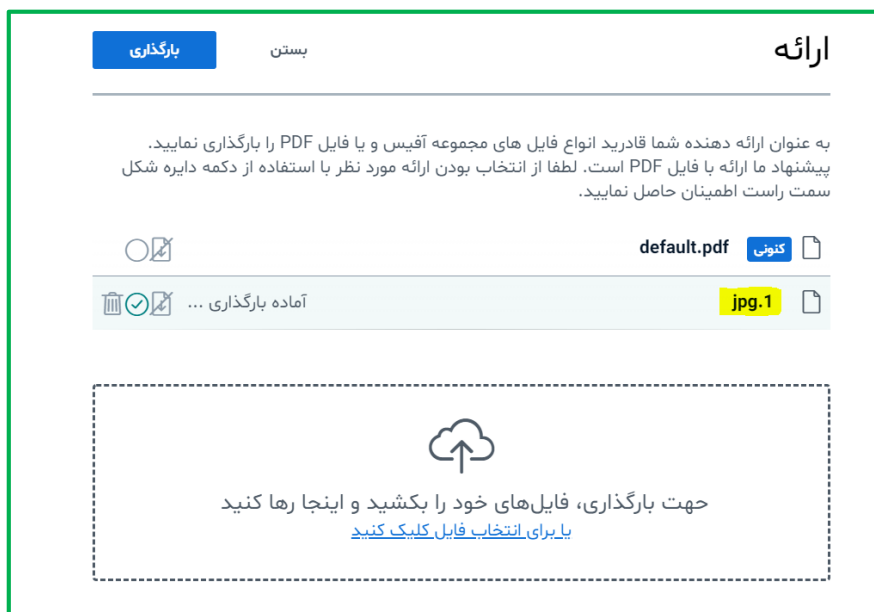 ارائه
بستن
بارگذاری
به عنوان ارائه دهنده شما قادرید انواع فایل های مجموعه آفیس و یا فایل PDF را بارگذاری نمایید.
پیشنهاد ما ارائه با فایل PDF است. لطفا از انتخاب بودن ارائه مورد نظر با استفاده از دکمه دایره شکل
سمت راست اطمینان حاصل نمایید.
کنونی default.pdf
jpg.1 آماده بارگذاری ...
جهت بارگذاری، فایل‌های خود را بکشید و اینجا رها کنید
یا برای انتخاب فایل کلیک کنید